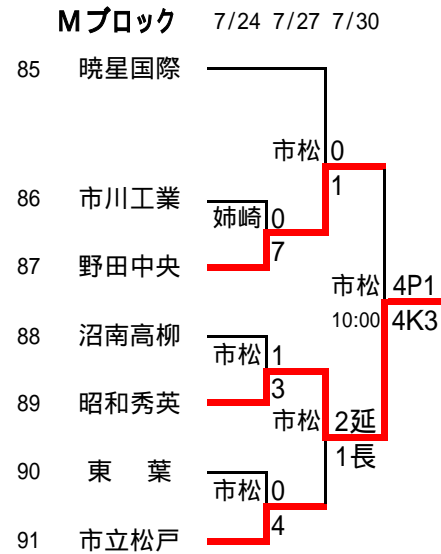 Mブロック 7/24 7/27 7/30
85 暁星国際
市松 0
1
86 市川工業
姉崎 0
87 野田中央
7
市松 4P1
10:00 4K3
88 沼南高柳
市松 1
89 昭和秀英
3
市松 2延
1長
90 東 葉
市松 0
91 市立松戸
4